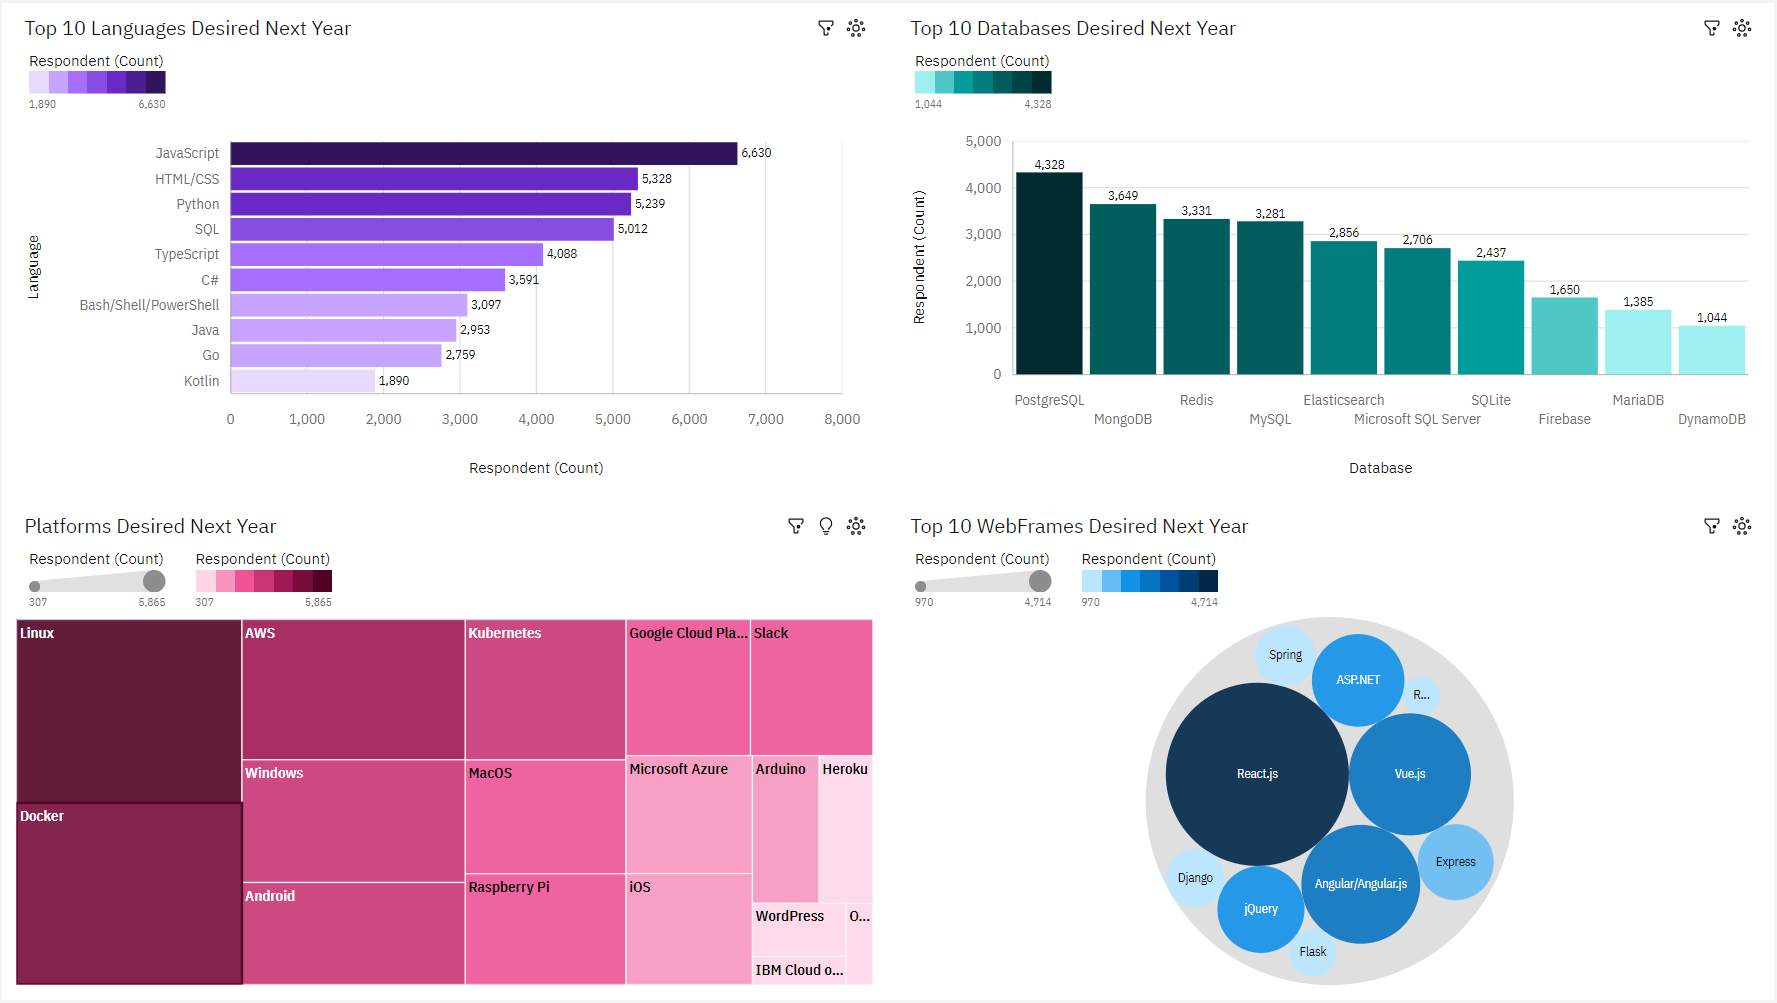 Top 10 Languages Desired Next Year
Respondent (Count)
1,890 6,630
Language
JavaScript 6,630
HTML/CSS 5,328
Python 5,239
SQL 5,012
TypeScript 4,088
C# 3,591
Bash/Shell/PowerShell 3,097
Java 2,953
Go 2,759
Kotlin 1,890
0 1,000 2,000 3,000 4,000 5,000 6,000 7,000 8,000
Respondent (Count)
Top 10 Databases Desired Next Year
Respondent (Count)
1,044 4,328
Respondent (Count)
5,000
4,000
3,000
2,000
1,000
0
4,328 3,649 3,331 3,281 2,856 2,706 2,437 1,650 1,385 1,044
PostgreSQL Redis Elasticsearch SQLite MariaDB
MongoDB MySQL Microsoft SQL Server Firebase DynamoDB
Database
Platforms Desired Next Year
Respondent (Count) Respondent (Count)
307 5,865 307 5,865
Linux AWS Kubernetes Google Cloud Pla... Slack
Windows MacOS Microsoft Azure Arduino Heroku
Docker
Android Raspberry Pi iOS
WordPress O...
IBM Cloud o...
Top 10 WebFrames Desired Next Year
Respondent (Count) Respondent (Count)
970 4,714 970 4,714
Spring
ASP.NET
R...
React.js Vue.js
Express
Django Angular/Angular.js
jQuery
Flask